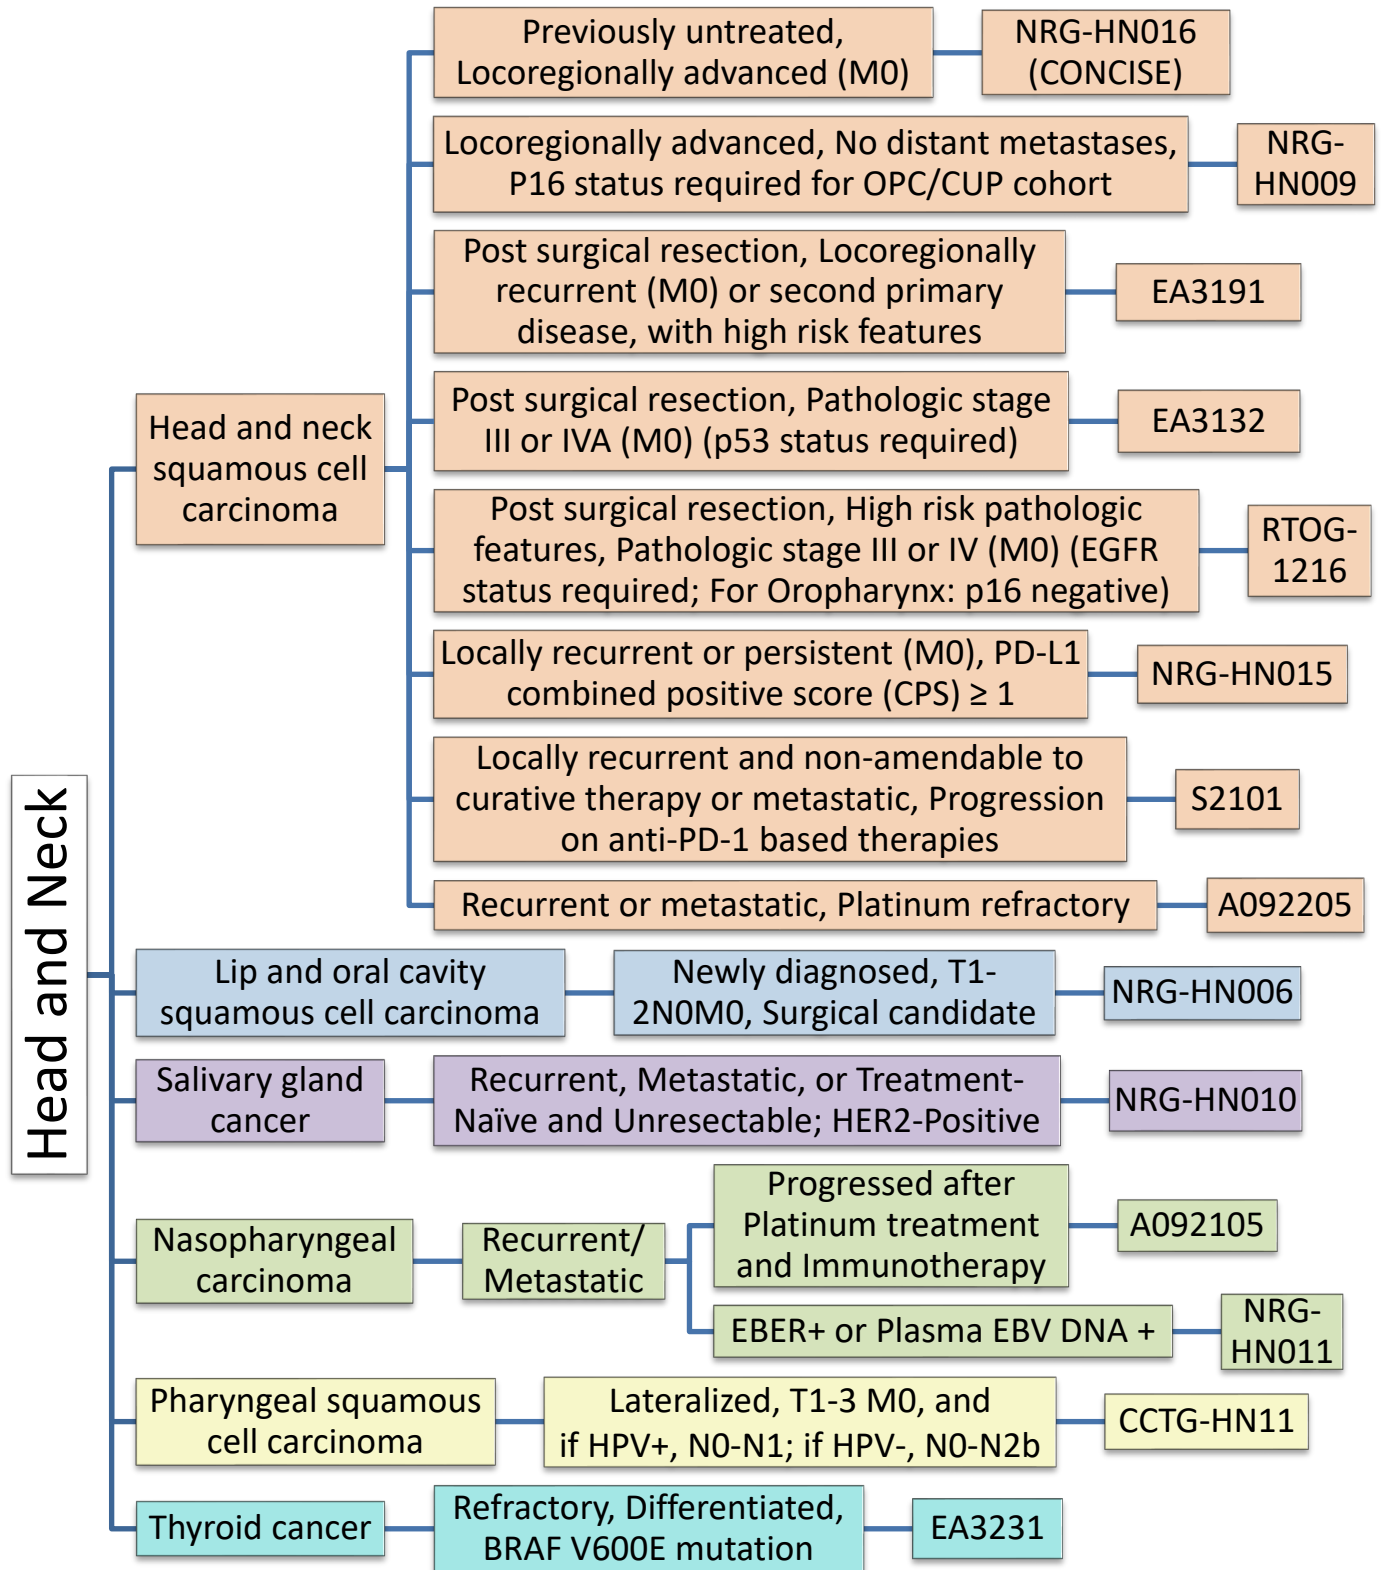 Head and Neck
Head and neck
squamous cell
carcinoma
Previously untreated,
Locoregionally advanced (M0)
NRG-HN016
(CONCISE)
Locoregionally advanced, No distant metastases,
P16 status required for OPC/CUP cohort
NRG-
HN009
Post surgical resection, Locoregionally
recurrent (M0) or second primary
disease, with high risk features
EA3191
Post surgical resection, Pathologic stage
III or IVA (M0) (p53 status required)
EA3132
Post surgical resection, High risk pathologic
features, Pathologic stage III or IV (M0) (EGFR
status required; For Oropharynx: p16 negative)
RTOG-
1216
Locally recurrent or persistent (M0), PD-L1
combined positive score (CPS) ≥ 1
NRG-HN015
Locally recurrent and non-amendable to
curative therapy or metastatic, Progression
on anti-PD-1 based therapies
S2101
Recurrent or metastatic, Platinum refractory
A092205
Lip and oral cavity
squamous cell carcinoma
Newly diagnosed, T1-
2N0M0, Surgical candidate
NRG-HN006
Salivary gland
cancer
Recurrent, Metastatic, or Treatment-
Naïve and Unresectable; HER2-Positive
NRG-HN010
Nasopharyngeal
carcinoma
Recurrent/
Metastatic
Progressed after
Platinum treatment
and Immunotherapy
A092105
EBER+ or Plasma EBV DNA +
NRG-
HN011
Pharyngeal squamous
cell carcinoma
Lateralized, T1-3 M0, and
if HPV+, N0-N1; if HPV-, N0-N2b
CCTG-HN11
Thyroid cancer
Refractory, Differentiated,
BRAF V600E mutation
EA3231